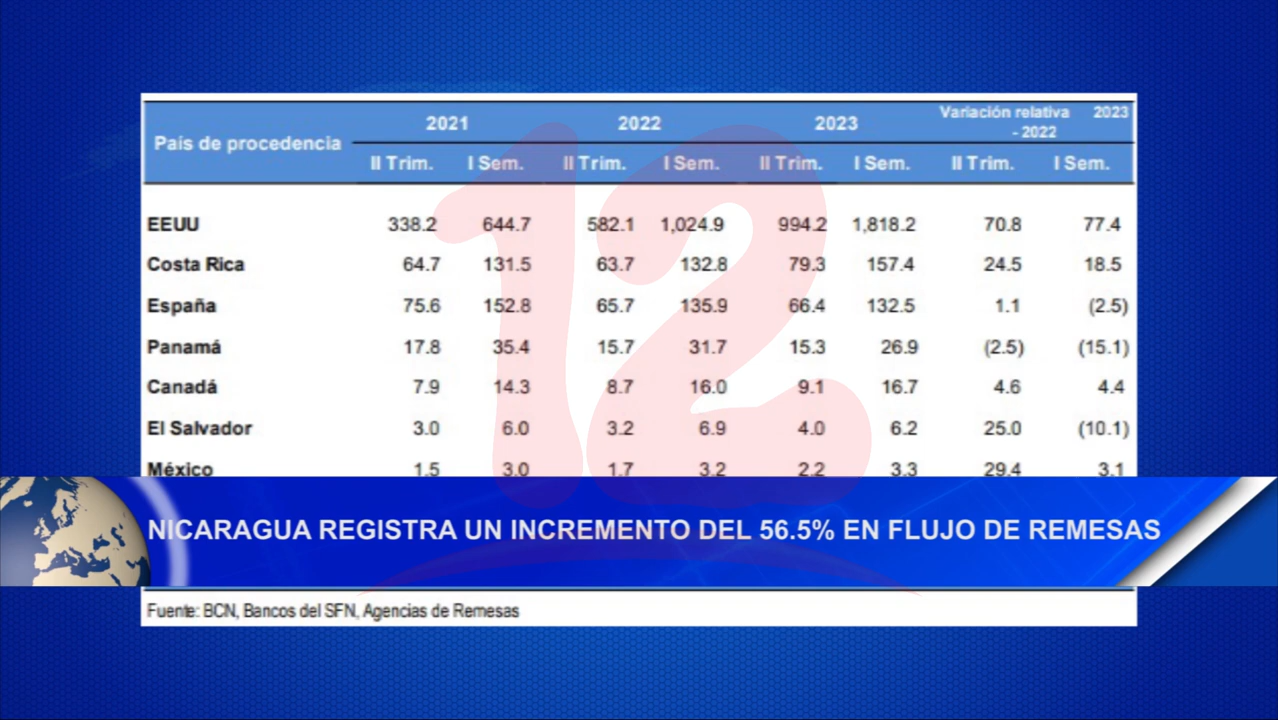 País de procedencia 2021 2022 2023 Variación relativa 2023 - 2022
II Trim. I Sem. II Trim. I Sem. II Trim. I Sem. II Trim. I Sem.
EEUU 338.2 644.7 582.1 1,024.9 994.2 1,818.2 70.8 77.4
Costa Rica 64.7 131.5 63.7 132.8 79.3 157.4 24.5 18.5
España 75.6 152.8 65.7 135.9 66.4 132.5 1.1 (2.5)
Panamá 17.8 35.4 15.7 31.7 15.3 26.9 (2.5) (15.1)
Canadá 7.9 14.3 8.7 16.0 9.1 16.7 4.6 4.4
El Salvador 3.0 6.0 3.2 6.9 4.0 6.2 25.0 (10.1)
México 1.5 3.0 1.7 3.2 2.2 3.3 29.4 3.1
12
NICARAGUA REGISTRA UN INCREMENTO DEL 56.5% EN FLUJO DE REMESAS
Fuente: BCN, Bancos del SFN, Agencias de Remesas